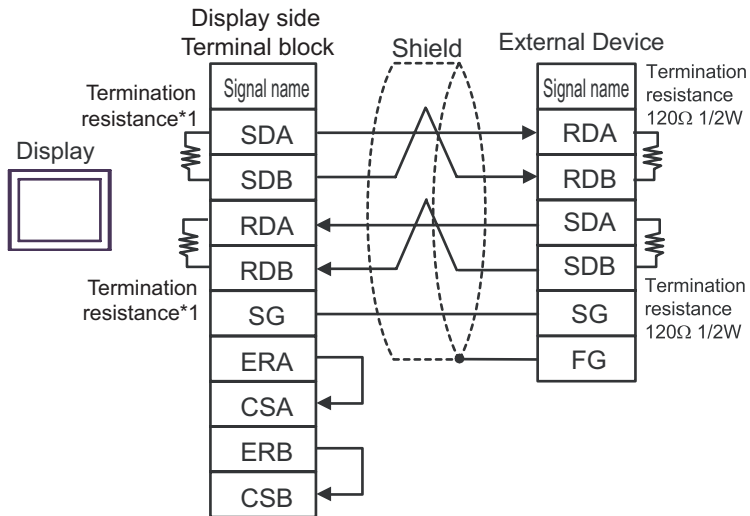 Display side
Terminal block
Shield
External Device
Termination
resistance*1
Display
Termination
resistance*1
Signal name
SDA
SDB
RDA
RDB
SG
ERA
CSA
ERB
CSB
Signal name
RDA
RDB
SDA
SDB
SG
FG
Termination
resistance
120Ω 1/2W
Termination
resistance
120Ω 1/2W